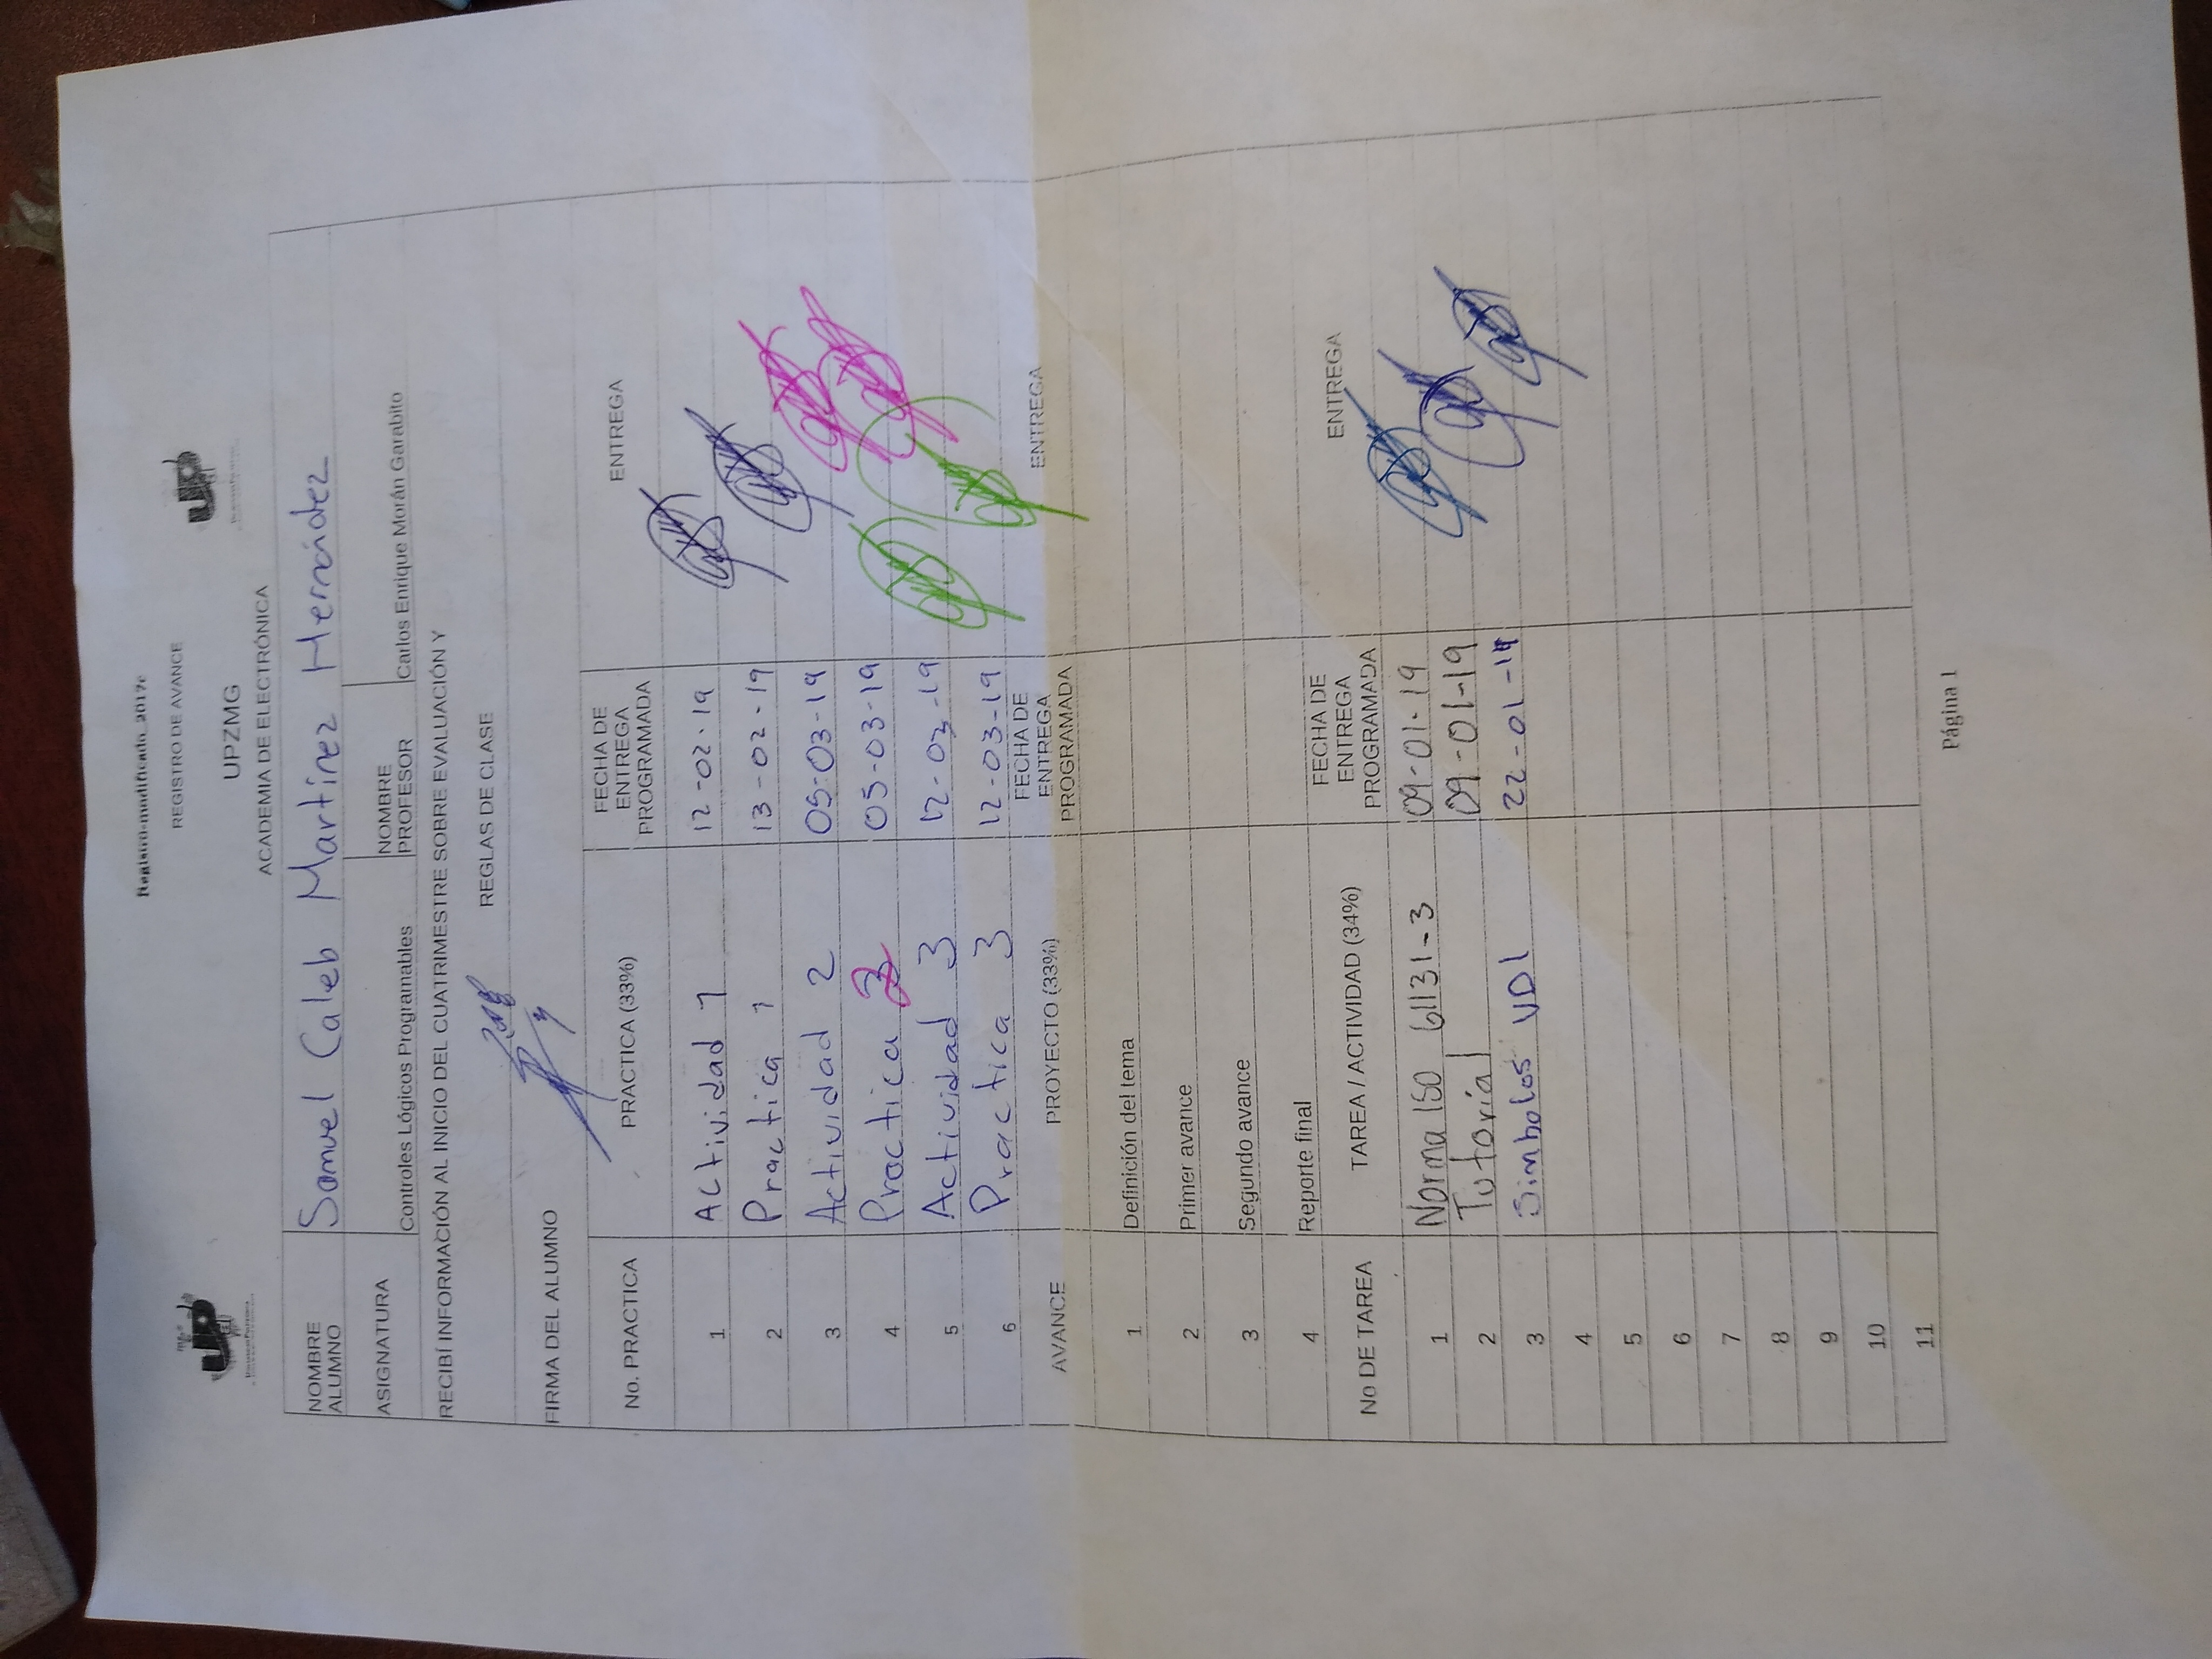 Registro-modificado_2017c
REGISTRO DE AVANCE
UPZMG
ACADEMIA DE ELECTRÓNICA
NOMBRE ALUMNO Samuel Caleb Martinez Hernández
ASIGNATURA Controles Lógicos Programables NOMBRE PROFESOR Carlos Enrique Morán Garabito
RECIBÍ INFORMACIÓN AL INICIO DEL CUATRIMESTRE SOBRE EVALUACIÓN Y
REGLAS DE CLASE
FIRMA DEL ALUMNO
No. PRACTICA PRACTICA (33%) FECHA DE ENTREGA PROGRAMADA ENTREGA
1 Actividad 1 12-02-19
2 Practica 1 13-02-19
3 Actividad 2 05-03-19
4 Practica 2 05-03-19
5 Actividad 3 12-03-19
6 Practica 3 12-03-19
AVANCE PROYECTO (33%) FECHA DE ENTREGA PROGRAMADA ENTREGA
1 Definición del tema
2 Primer avance
3 Segundo avance
4 Reporte final
No DE TAREA TAREA / ACTIVIDAD (34%) FECHA DE ENTREGA PROGRAMADA ENTREGA
1 Norma ISO 61131-3 09-01-19
2 Tutorial 09-01-19
3 Simbolos VDI 22-01-19
4
5
6
7
8
9
10
11
Página 1